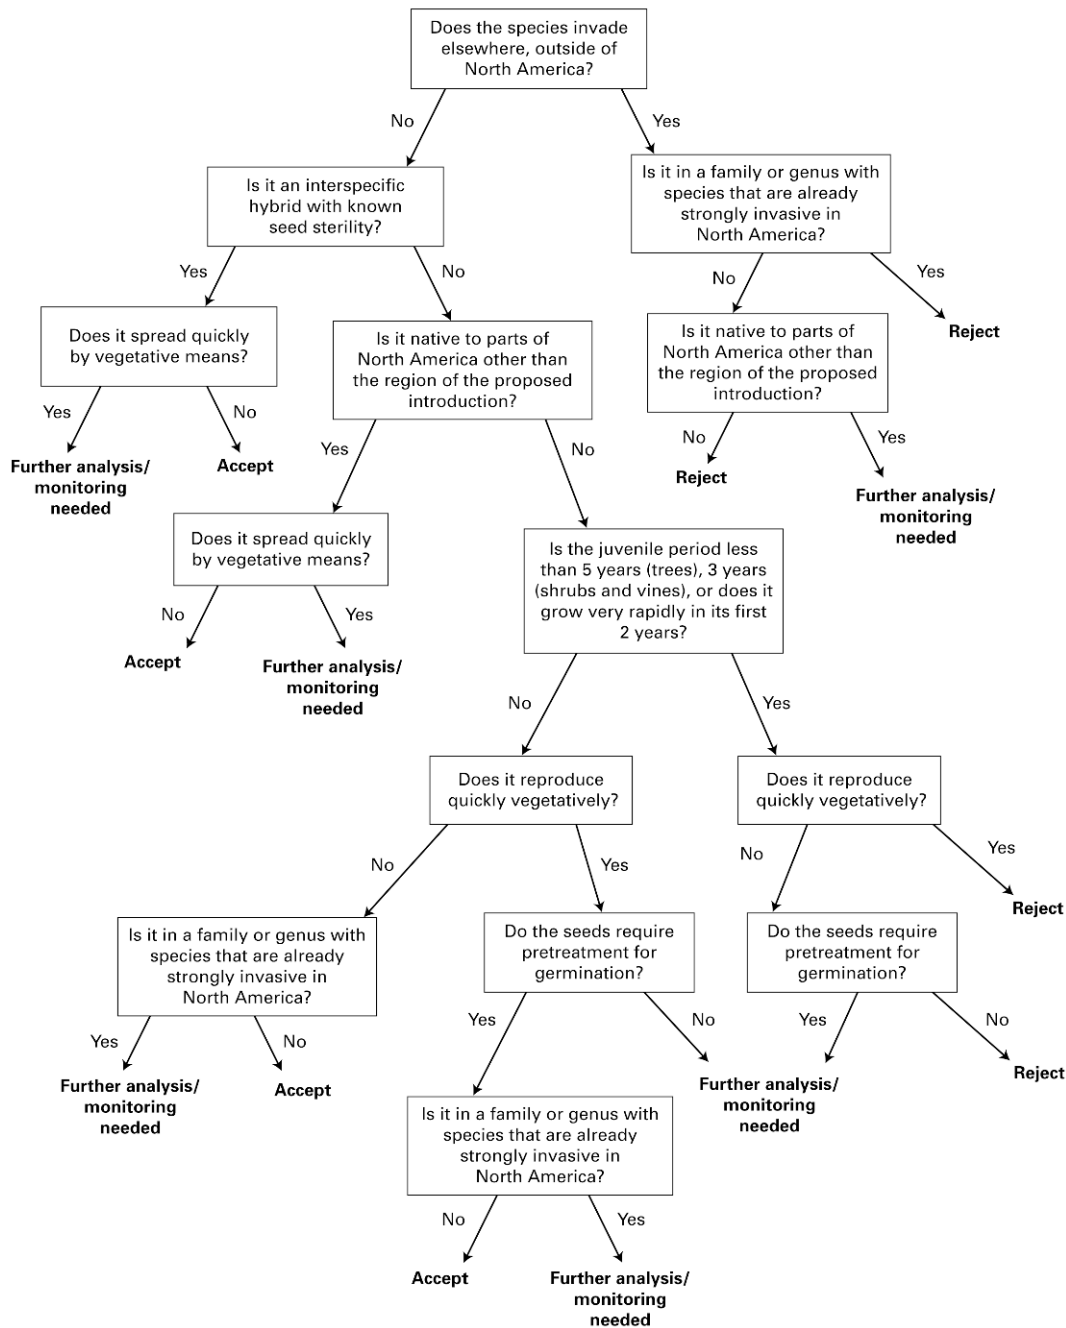 Does the species invade
elsewhere, outside of
North America?
No
Yes
Is it an interspecific
hybrid with known
seed sterility?
Is it in a family or genus with
species that are already
strongly invasive in
North America?
Yes
No
No
Yes
Does it spread quickly
by vegetative means?
Is it native to parts of
North America other than
the region of the proposed
introduction?
Is it native to parts of
North America other than
the region of the proposed
introduction?
Reject
Yes
No
Yes
No
No
Yes
Further analysis/
monitoring
needed
Accept
Reject
Further analysis/
monitoring
needed
Does it spread quickly
by vegetative means?
Is the juvenile period less
than 5 years (trees), 3 years
(shrubs and vines), or does it
grow very rapidly in its first
2 years?
No
Yes
Accept
Further analysis/
monitoring
needed
No
Yes
Does it reproduce
quickly vegetatively?
Does it reproduce
quickly vegetatively?
No
Yes
No
Yes
Reject
Is it in a family or genus with
species that are already
strongly invasive in
North America?
Do the seeds require
pretreatment for
germination?
Do the seeds require
pretreatment for
germination?
Yes
No
Yes
No
Yes
No
Further analysis/
monitoring
needed
Accept
Further analysis/
monitoring
needed
Reject
Is it in a family or genus with
species that are already
strongly invasive in
North America?
No
Yes
Accept
Further analysis/
monitoring
needed